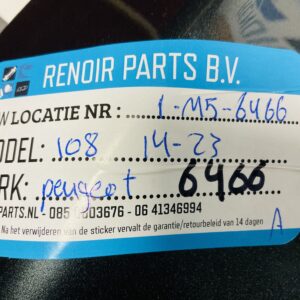 RENOIR PARTS B.V.
W LOCATIE NR : 1-M5-6466
ODEL: 108 14-23
RK: peugeot 6466
PARTS.NL - 085 - 06 41346994
Na het verwijderen van de sticker vervalt de garantie/retourbeleid van 14 dagen
A